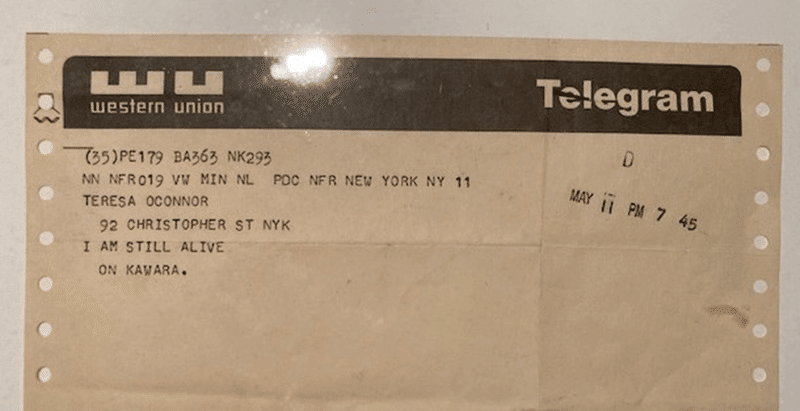 WU
western union
Telegram
(35)PE179 BA363 NK293
D
NN NFR019 VW MIN NL PDC NFR NEW YORK NY 11
TERESA OCONNOR
MAY 11 PM 7 45
92 CHRISTOPHER ST NYK
I AM STILL ALIVE
ON KAWARA.